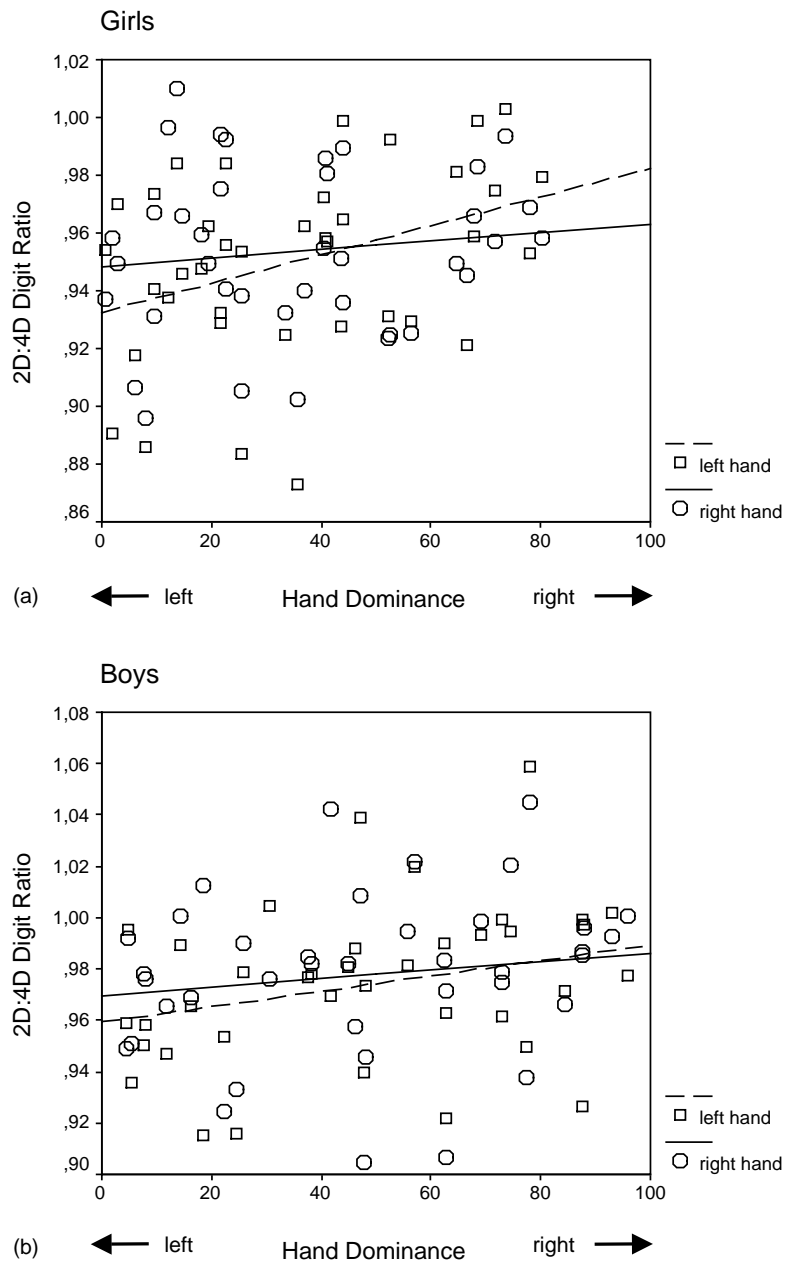 Girls
1,02
1,00
,98
,96
,94
,92
,90
,88
,86
2D:4D Digit Ratio
0 20 40 60 80 100
left hand
right hand
(a) left Hand Dominance right
Boys
1,08
1,06
1,04
1,02
1,00
,98
,96
,94
,92
,90
2D:4D Digit Ratio
0 20 40 60 80 100
left hand
right hand
(b) left Hand Dominance right